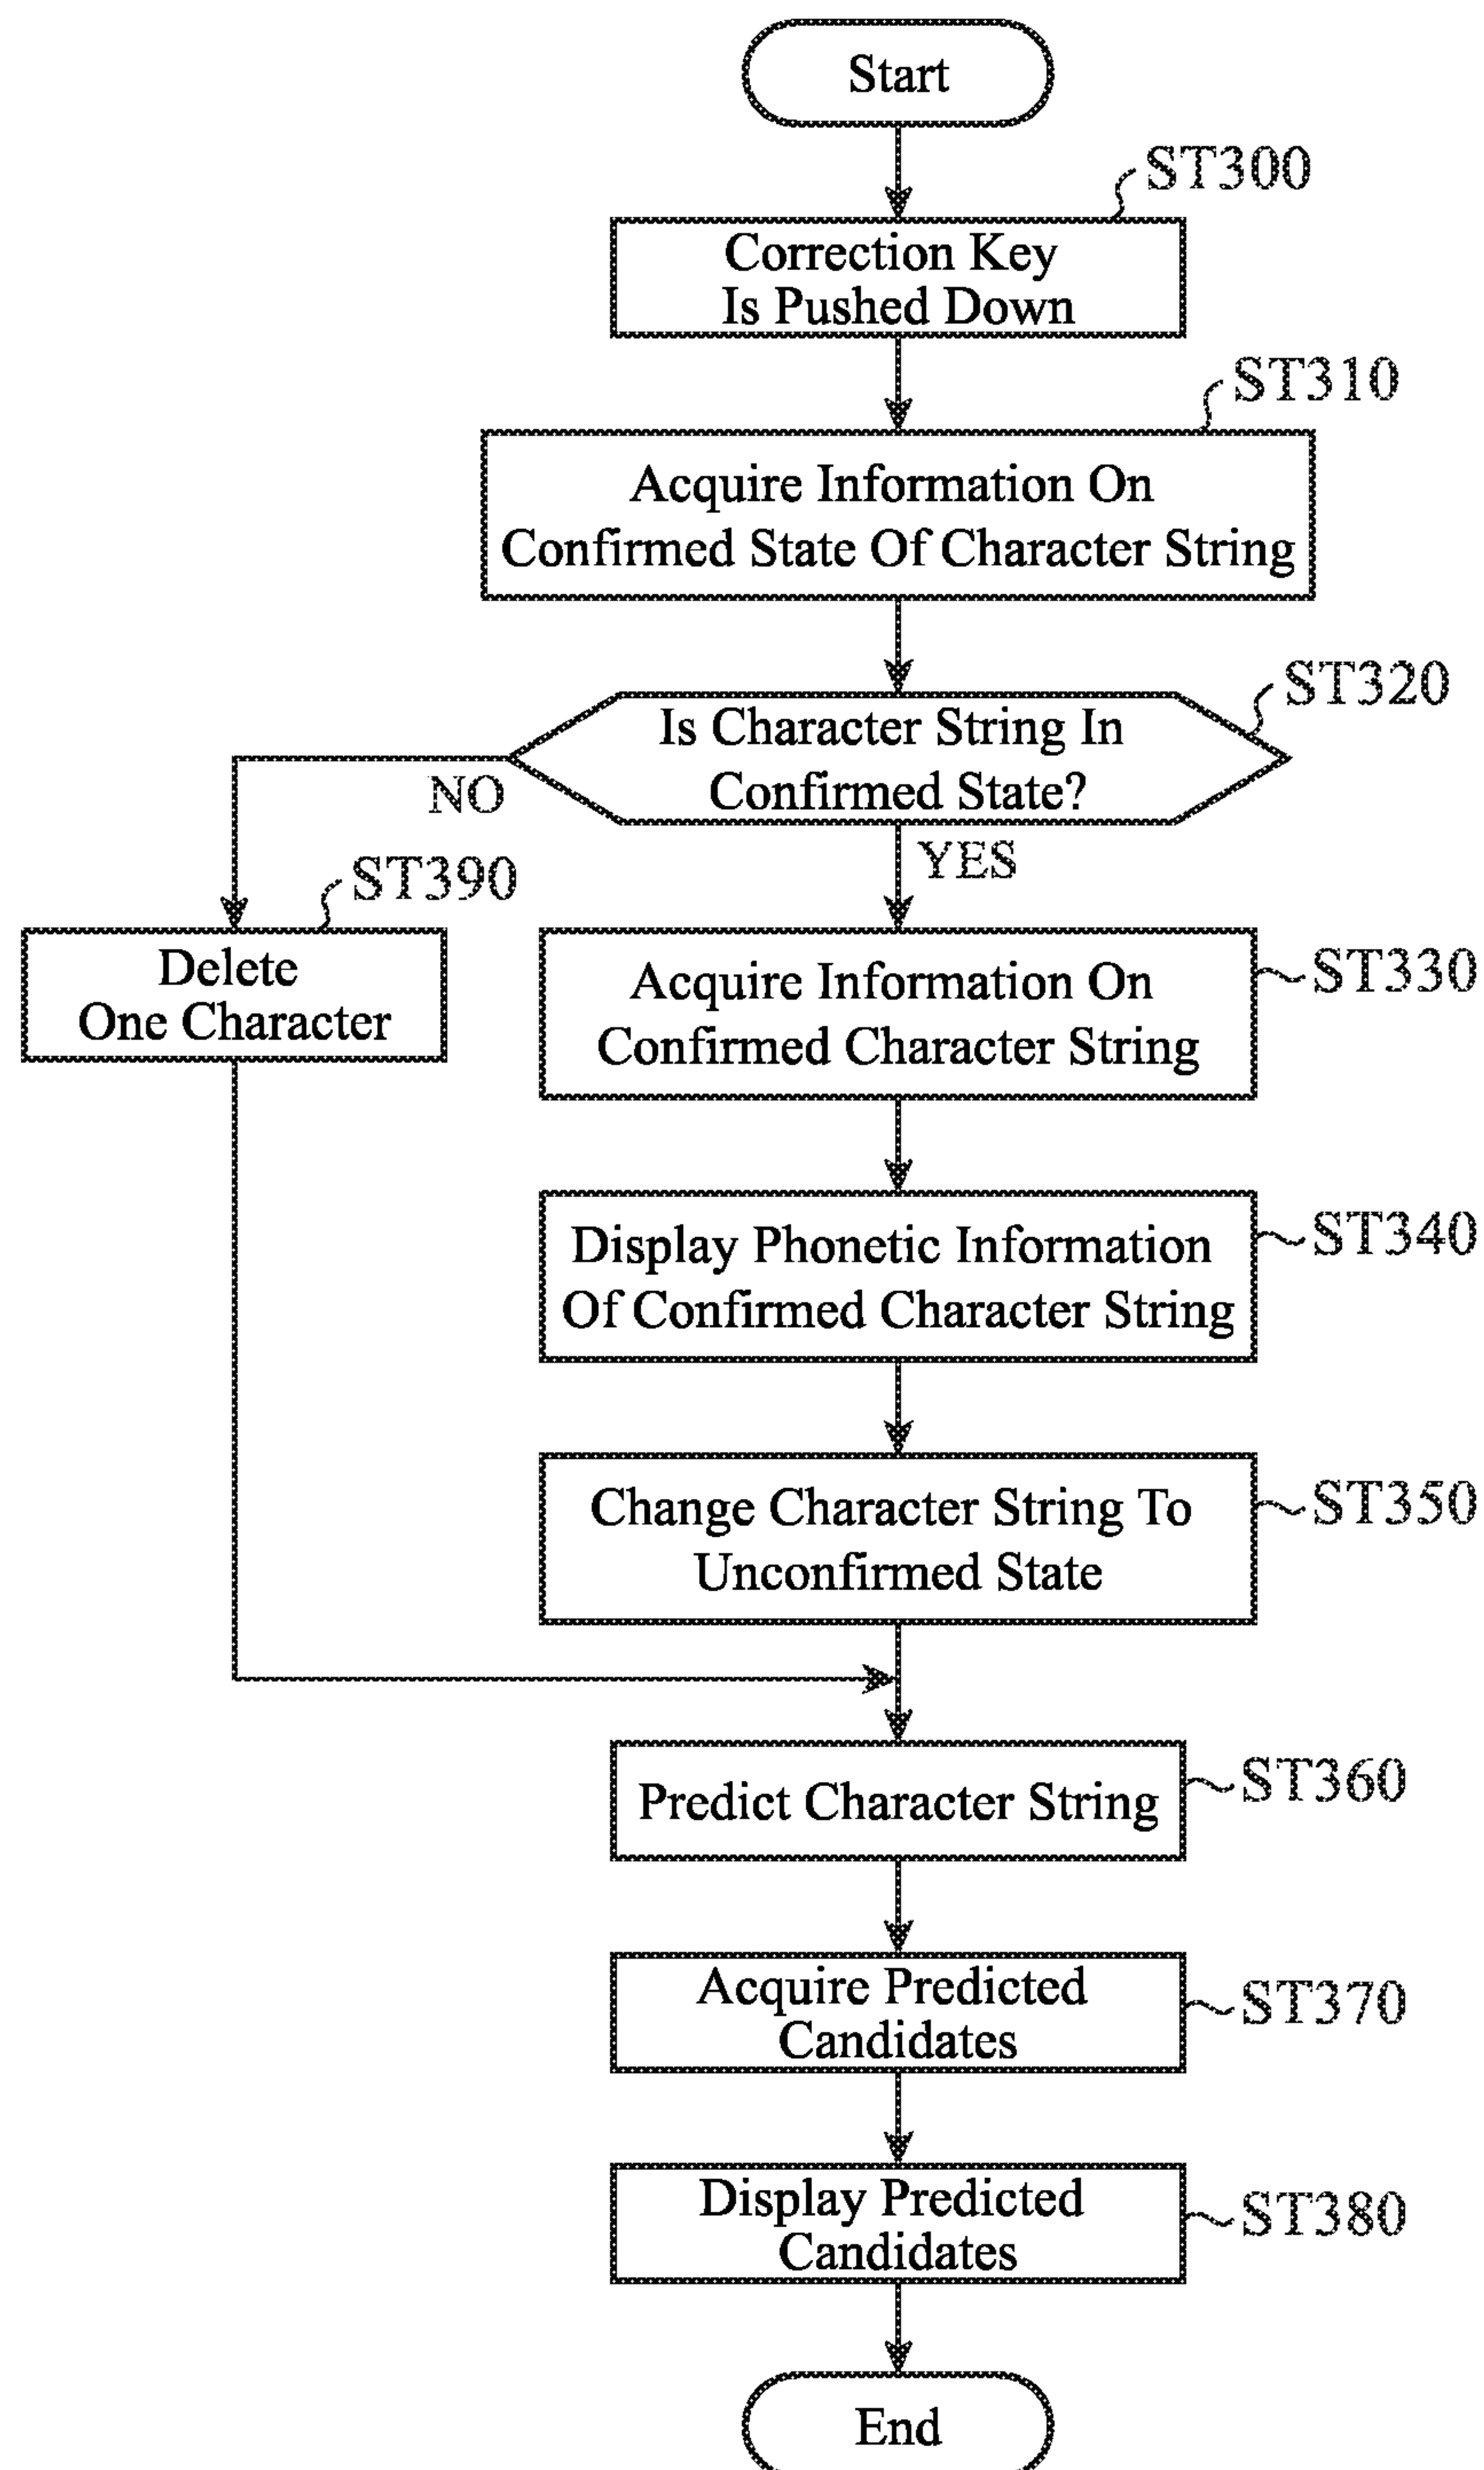 Start
ST300
Correction Key
Is Pushed Down
ST310
Acquire Information On
Confirmed State Of Character String
ST320
Is Character String In
Confirmed State?
NO
YES
ST390
Delete
One Character
ST330
Acquire Information On
Confirmed Character String
ST340
Display Phonetic Information
Of Confirmed Character String
ST350
Change Character String To
Unconfirmed State
ST360
Predict Character String
ST370
Acquire Predicted
Candidates
ST380
Display Predicted
Candidates
End